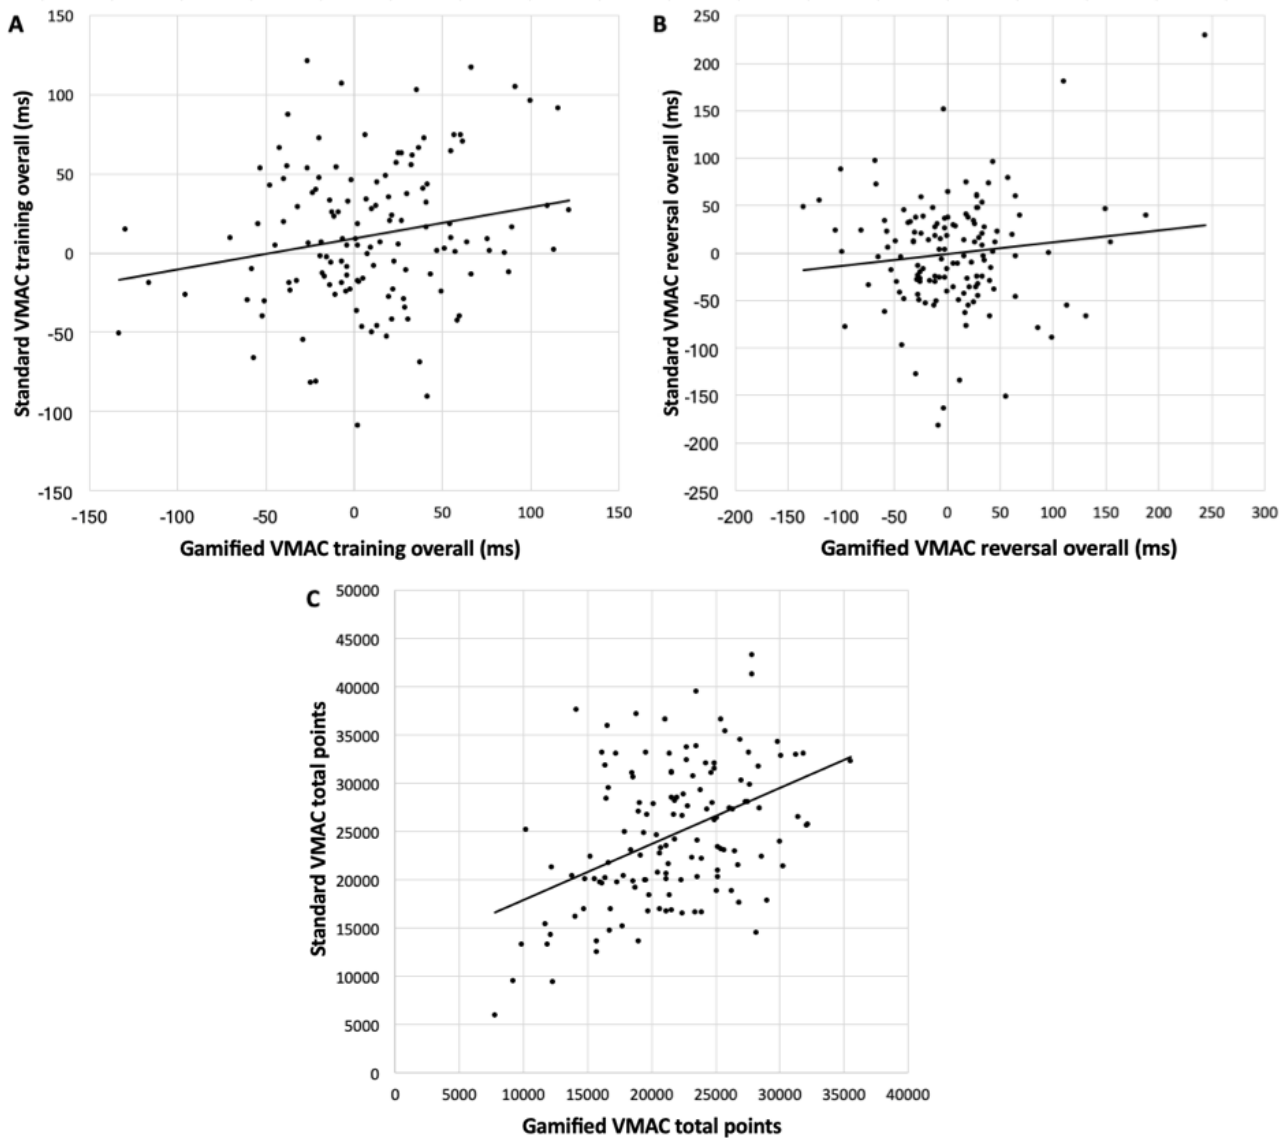 A
150
100
50
0
-50
-100
-150
Standard VMAC training overall (ms)
-150 -100 -50 0 50 100 150
Gamified VMAC training overall (ms)
B
250
200
150
100
50
0
-50
-100
-150
-200
-250
Standard VMAC reversal overall (ms)
-200 -150 -100 -50 0 50 100 150 200 250 300
Gamified VMAC reversal overall (ms)
C
50000
45000
40000
35000
30000
25000
20000
15000
10000
5000
0
Standard VMAC total points
0 5000 10000 15000 20000 25000 30000 35000 40000
Gamified VMAC total points